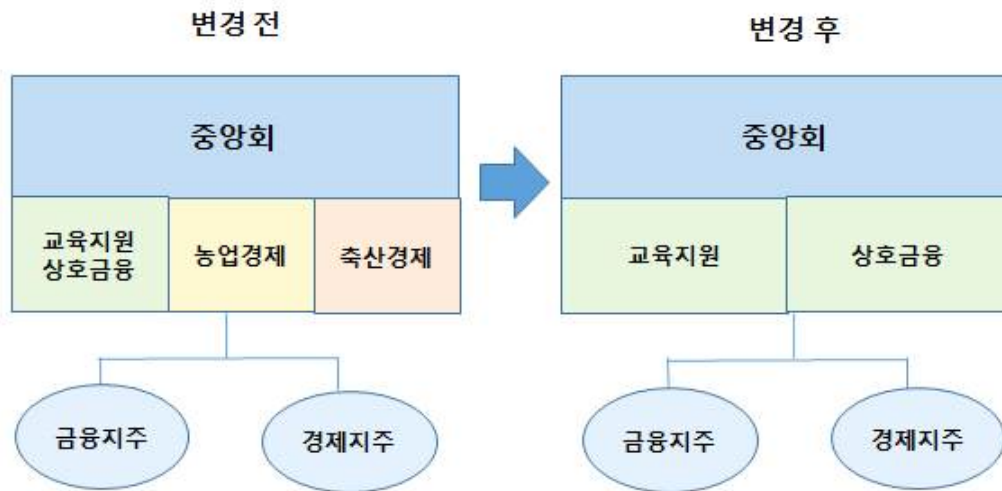 변경 전
변경 후
중앙회
교육지원
상호금융
농업경제
축산경제
금융지주
경제지주
중앙회
교육지원
상호금융
금융지주
경제지주